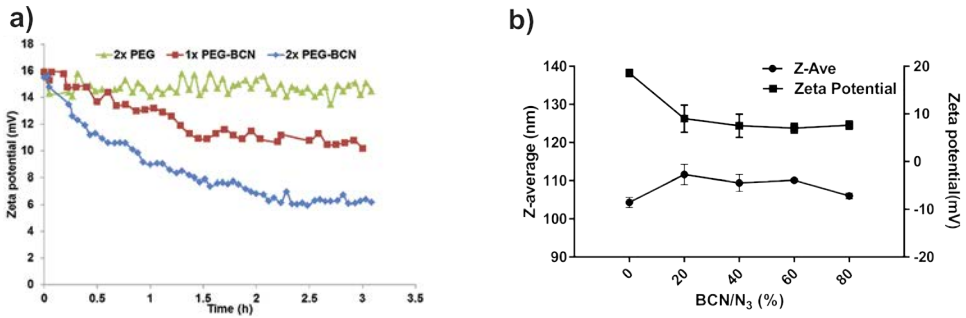 a)
18
16
14
12
10
8
6
4
2
0
Zeta potential (mV)
2x PEG 1x PEG-BCN 2x PEG-BCN
0 0.5 1 1.5 2 2.5 3 3.5
Time (h)
b)
140
130
120
110
100
90
Z-average (nm)
Z-Ave
Zeta Potential
20
10
0
-10
-20
Zeta potential(mV)
0 20 40 60 80
BCN/N3 (%)